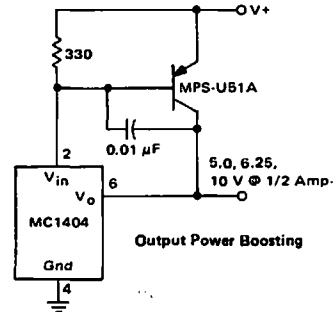 V+
330
MPS-U51A
0.01 μF
2
Vin
6
Vo
MC1404
Gnd
4
5.0, 6.25,
10 V @ 1/2 Amp.
Output Power Boosting